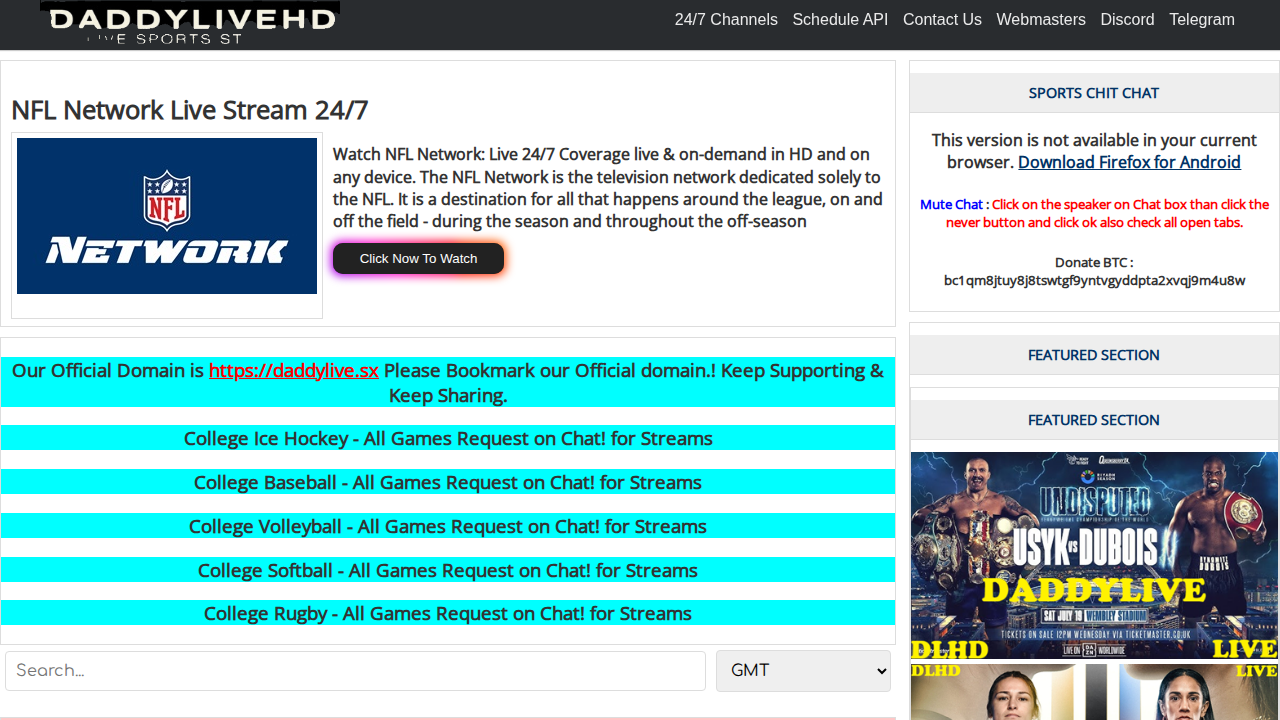 DADDYLIVEHD
LIVE SPORTS ST
24/7 Channels Schedule API Contact Us Webmasters Discord Telegram
NFL Network Live Stream 24/7
NFL
NETWORK
Watch NFL Network: Live 24/7 Coverage live & on-demand in HD and on
any device. The NFL Network is the television network dedicated solely to
the NFL. It is a destination for all that happens around the league, on and
off the field - during the season and throughout the off-season
Click Now To Watch
Our Official Domain is https://daddylive.sx Please Bookmark our Official domain.! Keep Supporting &
Keep Sharing.
College Ice Hockey - All Games Request on Chat! for Streams
College Baseball - All Games Request on Chat! for Streams
College Volleyball - All Games Request on Chat! for Streams
College Softball - All Games Request on Chat! for Streams
College Rugby - All Games Request on Chat! for Streams
Search...
GMT
SPORTS CHIT CHAT
This version is not available in your current
browser. Download Firefox for Android
Mute Chat : Click on the speaker on Chat box than click the
never button and click ok also check all open tabs.
Donate BTC :
bc1qm8jtuy8j8tswtgf9yntvgyddpta2xvqj9m4u8w
FEATURED SECTION
FEATURED SECTION
RIYADH
SEASON
UNDISPUTED
USYK VS DUBOIS
DADDYLIVE
SAT JULY 19 WEMBLEY STADIUM
TICKETS ON SALE 12PM WEDNESDAY VIA TICKETMASTER.CO.UK
LIVE ON DAZN WORLDWIDE
DLHD LIVE
DLHD LIVE